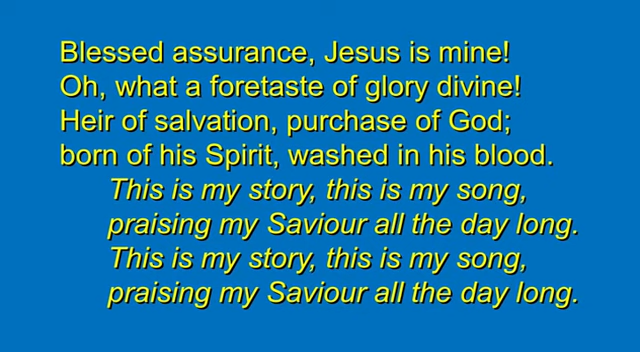 Blessed assurance, Jesus is mine!
Oh, what a foretaste of glory divine!
Heir of salvation, purchase of God;
born of his Spirit, washed in his blood.
This is my story, this is my song,
praising my Saviour all the day long.
This is my story, this is my song,
praising my Saviour all the day long.